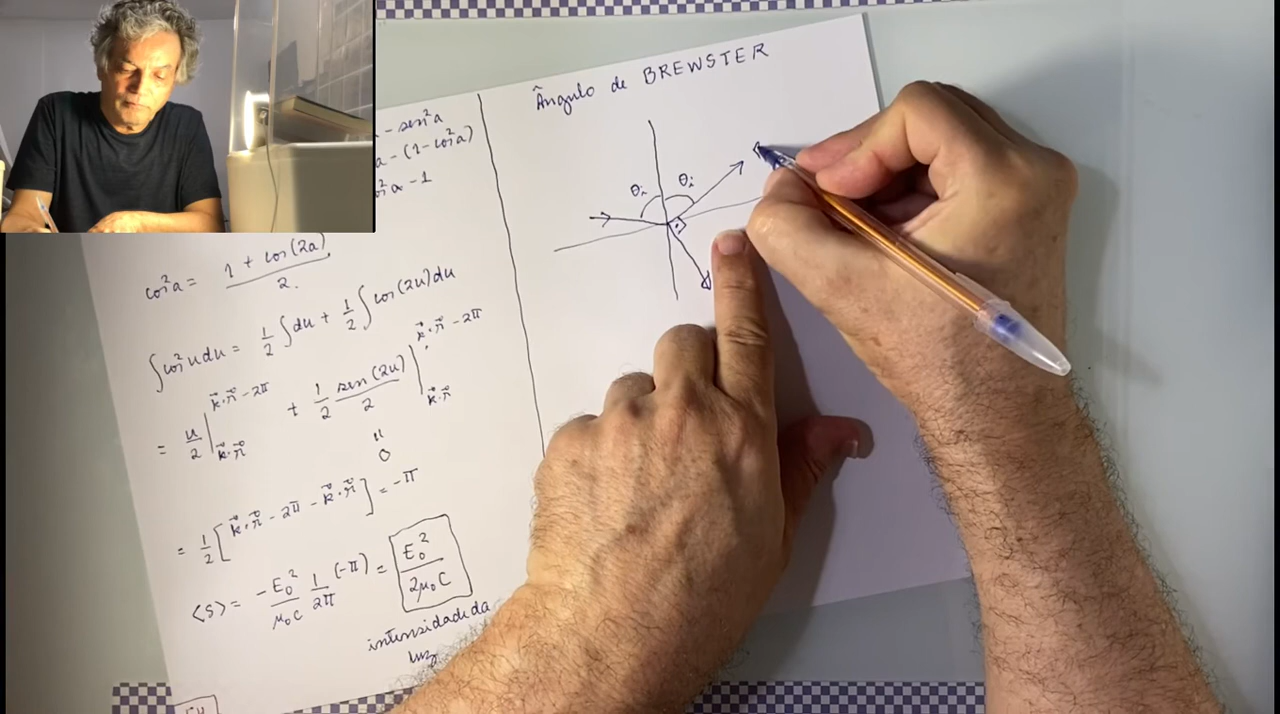 - sen²a
a - (1 - cos²a)
os²a - 1
cos²a = 1 + cos(2a) / 2
∫cos²u du = 1/2 ∫du + 1/2 ∫cos(2u)du
= u/2 | k⃗·r⃗ - 2π k⃗·r⃗ + 1/2 sen(2u)/2 | k⃗·r⃗ - 2π k⃗·r⃗
"
0
= 1/2 [k⃗·r⃗ - 2π - k⃗·r⃗] = -π
<S> = -E₀²/μ₀c 1/2π (-π) = E₀²/2μ₀c
intensidade da
luz
Ângulo de BREWSTER
θi θi